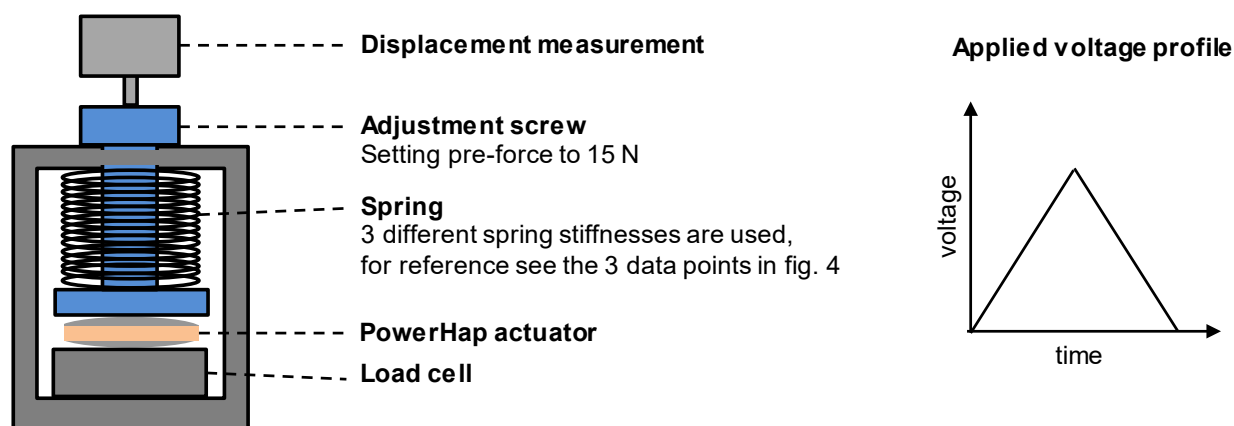 Displacement measurement
Adjustment screw
Setting pre-force to 15 N
Spring
3 different spring stiffnesses are used,
for reference see the 3 data points in fig. 4
PowerHap actuator
Load cell
Applied voltage profile
voltage
time